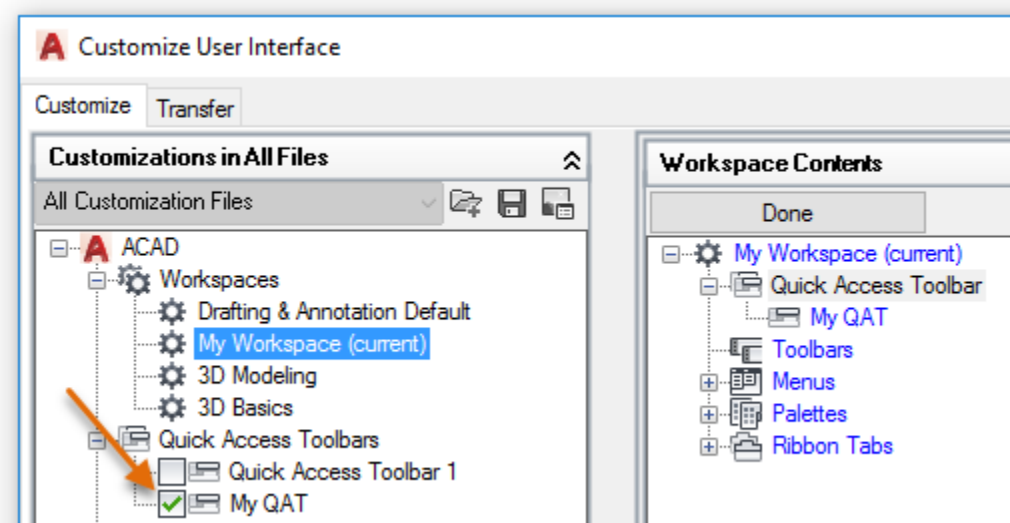 Customize User Interface
Customize
Transfer
Customizations in All Files
All Customization Files
ACAD
Workspaces
Drafting & Annotation Default
My Workspace (current)
3D Modeling
3D Basics
Quick Access Toolbars
Quick Access Toolbar 1
My QAT
Workspace Contents
Done
My Workspace (current)
Quick Access Toolbar
My QAT
Toolbars
Menus
Palettes
Ribbon Tabs